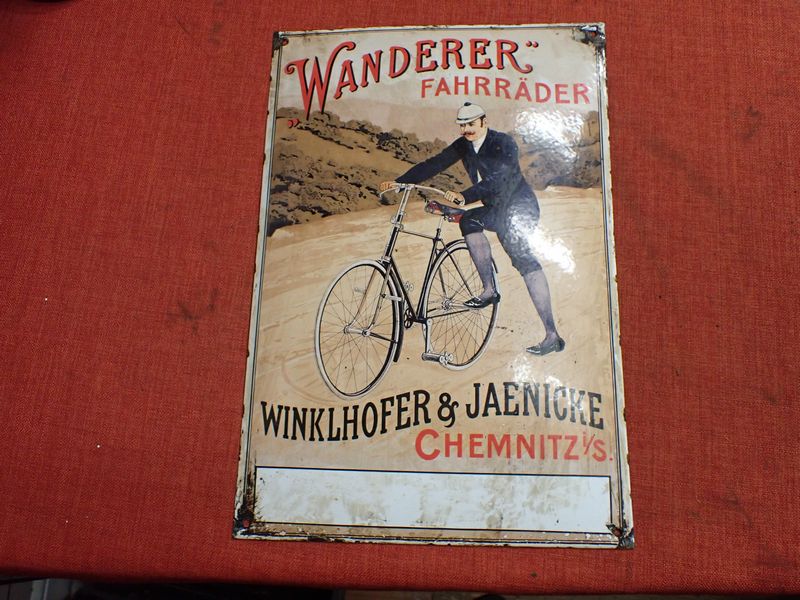 „WANDERER“
FAHRRÄDER
WINKLHOFER & JAENICKE
CHEMNITZ i/S.